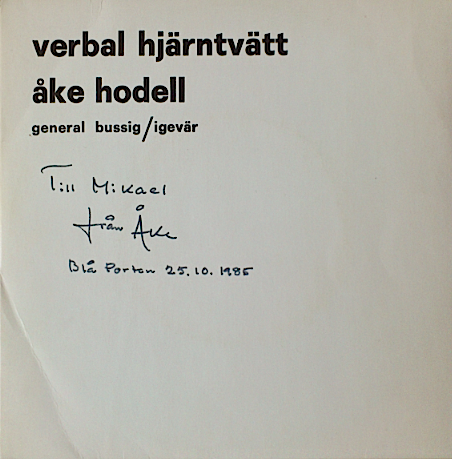 verbal hjärntvätt
åke hodell
general bussig/igevär
Till Mikael
från Åke
Blå Porten 25.10.1985